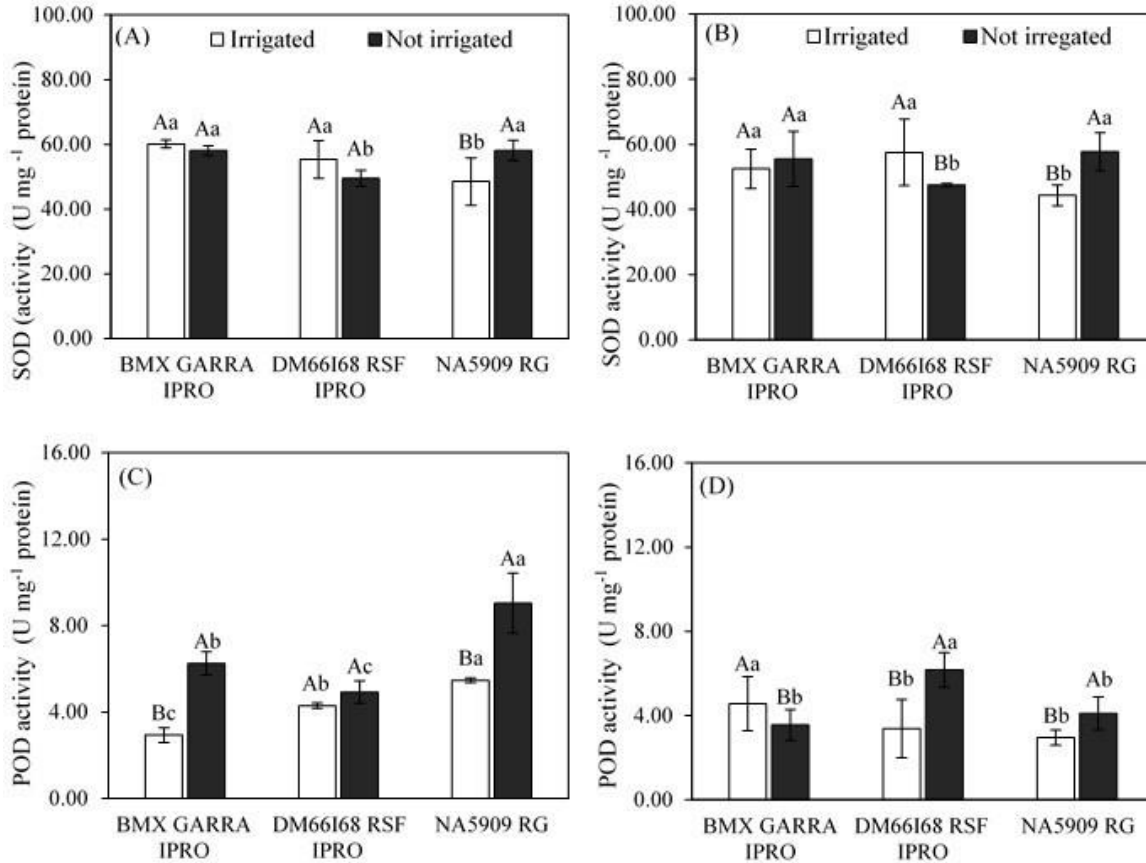 100.00
80.00
60.00
40.00
20.00
0.00
SOD (activity (U mg -1 protein)
(A)
Irrigated
Not irrigated
Aa
Aa
Aa
Ab
Bb
Aa
BMX GARRA
IPRO
DM66I68 RSF
IPRO
NA5909 RG
100.00
80.00
60.00
40.00
20.00
0.00
SOD activity (U mg -1 protein)
(B)
Irrigated
Not irregated
Aa
Aa
Aa
Bb
Bb
Aa
BMX GARRA
IPRO
DM66I68 RSF
IPRO
NA5909 RG
16.00
12.00
8.00
4.00
0.00
POD activity (U mg-1 protein)
(C)
Bc
Ab
Ab
Ac
Ba
Aa
BMX GARRA
IPRO
DM66I68 RSF
IPRO
NA5909 RG
16.00
12.00
8.00
4.00
0.00
POD activity (U mg-1 protein)
(D)
Aa
Bb
Bb
Aa
Bb
Ab
BMX GARRA
IPRO
DM66I68 RSF
IPRO
NA5909 RG